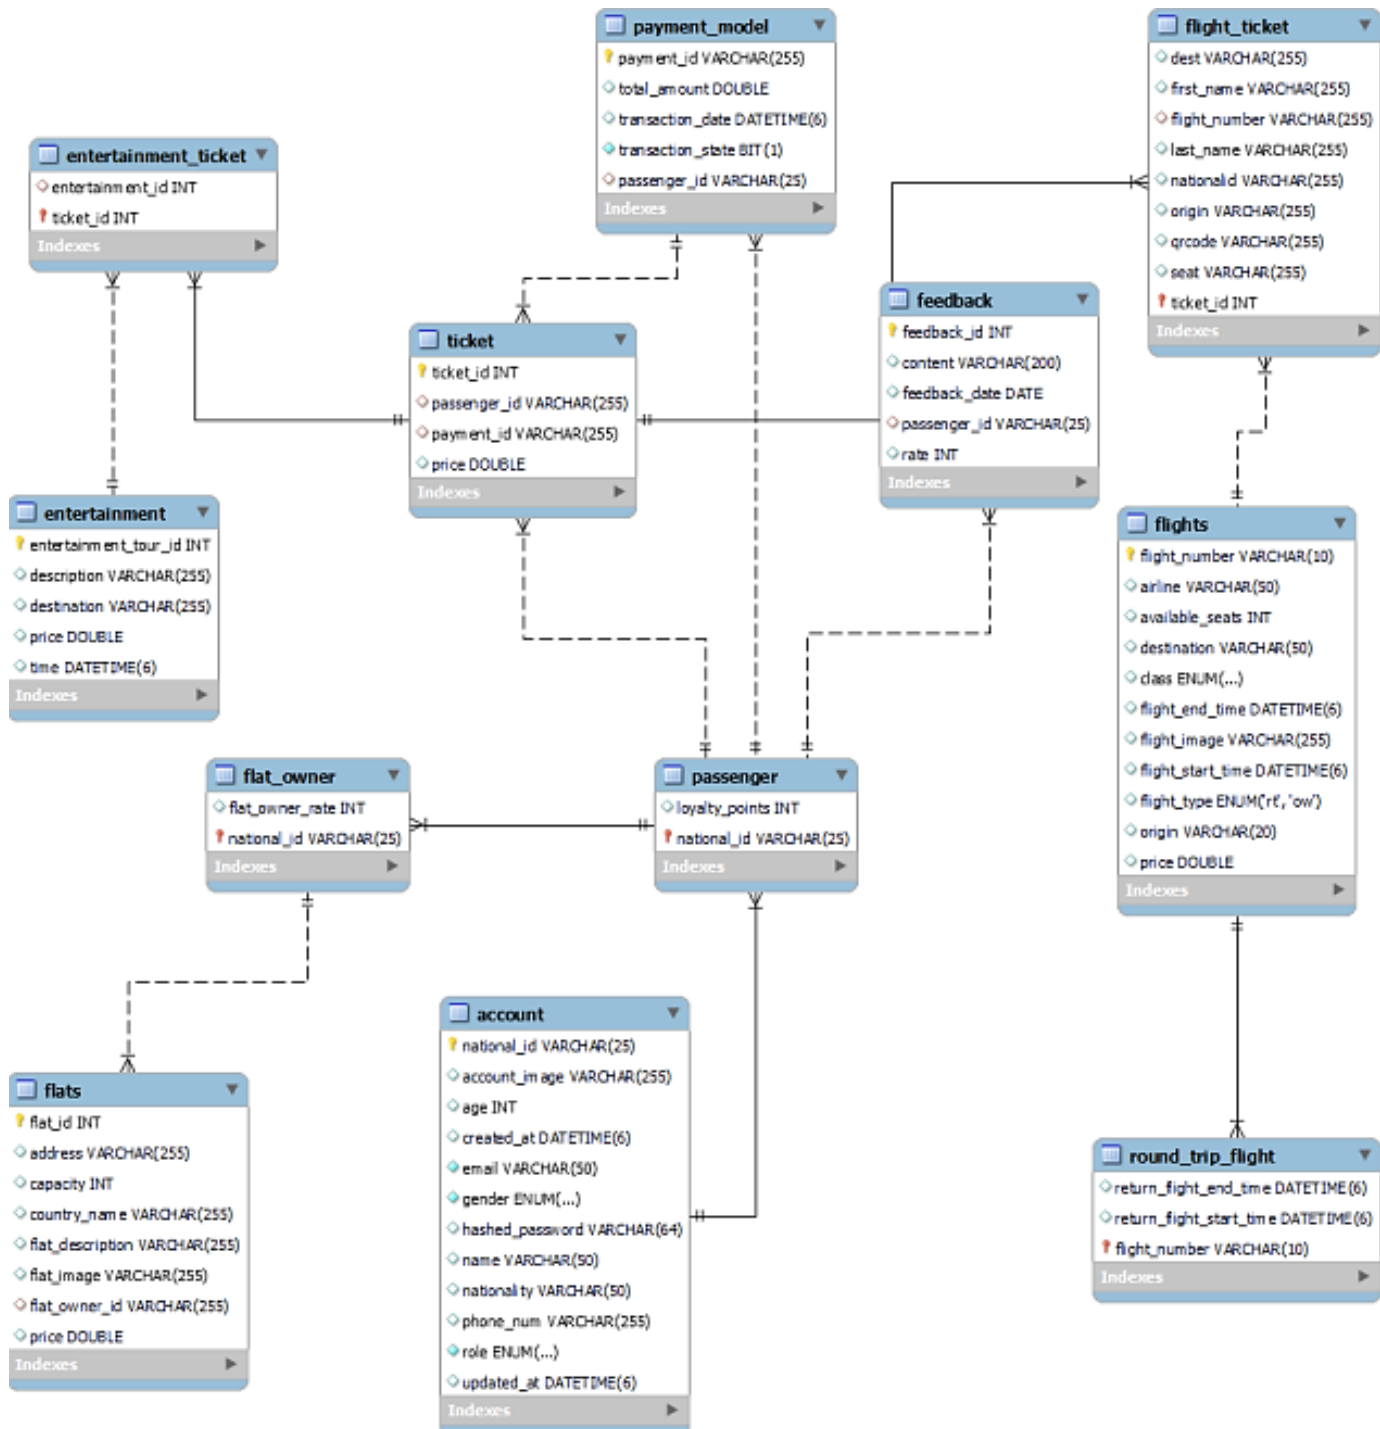 payment_model
payment_id VARCHAR(255)
total_amount DOUBLE
transaction_date DATETIME(6)
transaction_state BIT(1)
passenger_id VARCHAR(25)
Indexes
flight_ticket
dest VARCHAR(255)
first_name VARCHAR(255)
flight_number VARCHAR(255)
last_name VARCHAR(255)
nationalid VARCHAR(255)
origin VARCHAR(255)
qrcode VARCHAR(255)
seat VARCHAR(255)
ticket_id INT
Indexes
entertainment_ticket
entertainment_id INT
ticket_id INT
Indexes
ticket
ticket_id INT
passenger_id VARCHAR(255)
payment_id VARCHAR(255)
price DOUBLE
Indexes
feedback
feedback_id INT
content VARCHAR(200)
feedback_date DATE
passenger_id VARCHAR(25)
rate INT
Indexes
entertainment
entertainment_tour_id INT
description VARCHAR(255)
destination VARCHAR(255)
price DOUBLE
time DATETIME(6)
Indexes
flights
flight_number VARCHAR(10)
airline VARCHAR(50)
available_seats INT
destination VARCHAR(50)
class ENUM(...)
flight_end_time DATETIME(6)
flight_image VARCHAR(255)
flight_start_time DATETIME(6)
flight_type ENUM('rt', 'ow')
origin VARCHAR(20)
price DOUBLE
Indexes
flat_owner
flat_owner_rate INT
national_id VARCHAR(25)
Indexes
passenger
loyalty_points INT
national_id VARCHAR(25)
Indexes
account
national_id VARCHAR(25)
account_image VARCHAR(255)
age INT
created_at DATETIME(6)
email VARCHAR(50)
gender ENUM(...)
hashed_password VARCHAR(64)
name VARCHAR(50)
nationality VARCHAR(50)
phone_num VARCHAR(255)
role ENUM(...)
updated_at DATETIME(6)
Indexes
flats
flat_id INT
address VARCHAR(255)
capacity INT
country_name VARCHAR(255)
flat_description VARCHAR(255)
flat_image VARCHAR(255)
flat_owner_id VARCHAR(255)
price DOUBLE
Indexes
round_trip_flight
return_fight_end_time DATETIME(6)
return_fight_start_time DATETIME(6)
flight_number VARCHAR(10)
Indexes